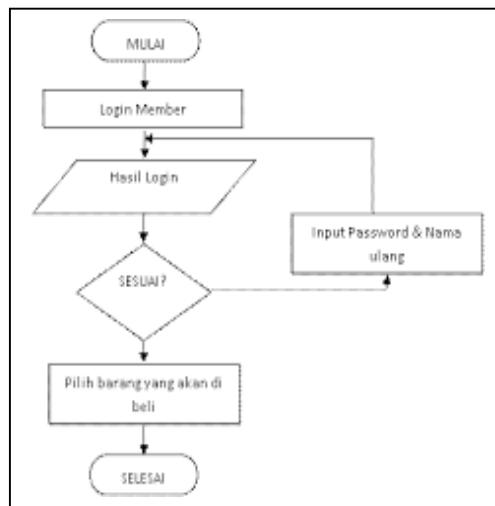 MULAI
Login Member
Hasil Login
Input Password & Nama
ulang
SESUAI?
Pilih barang yang akan di
beli
SELESAI